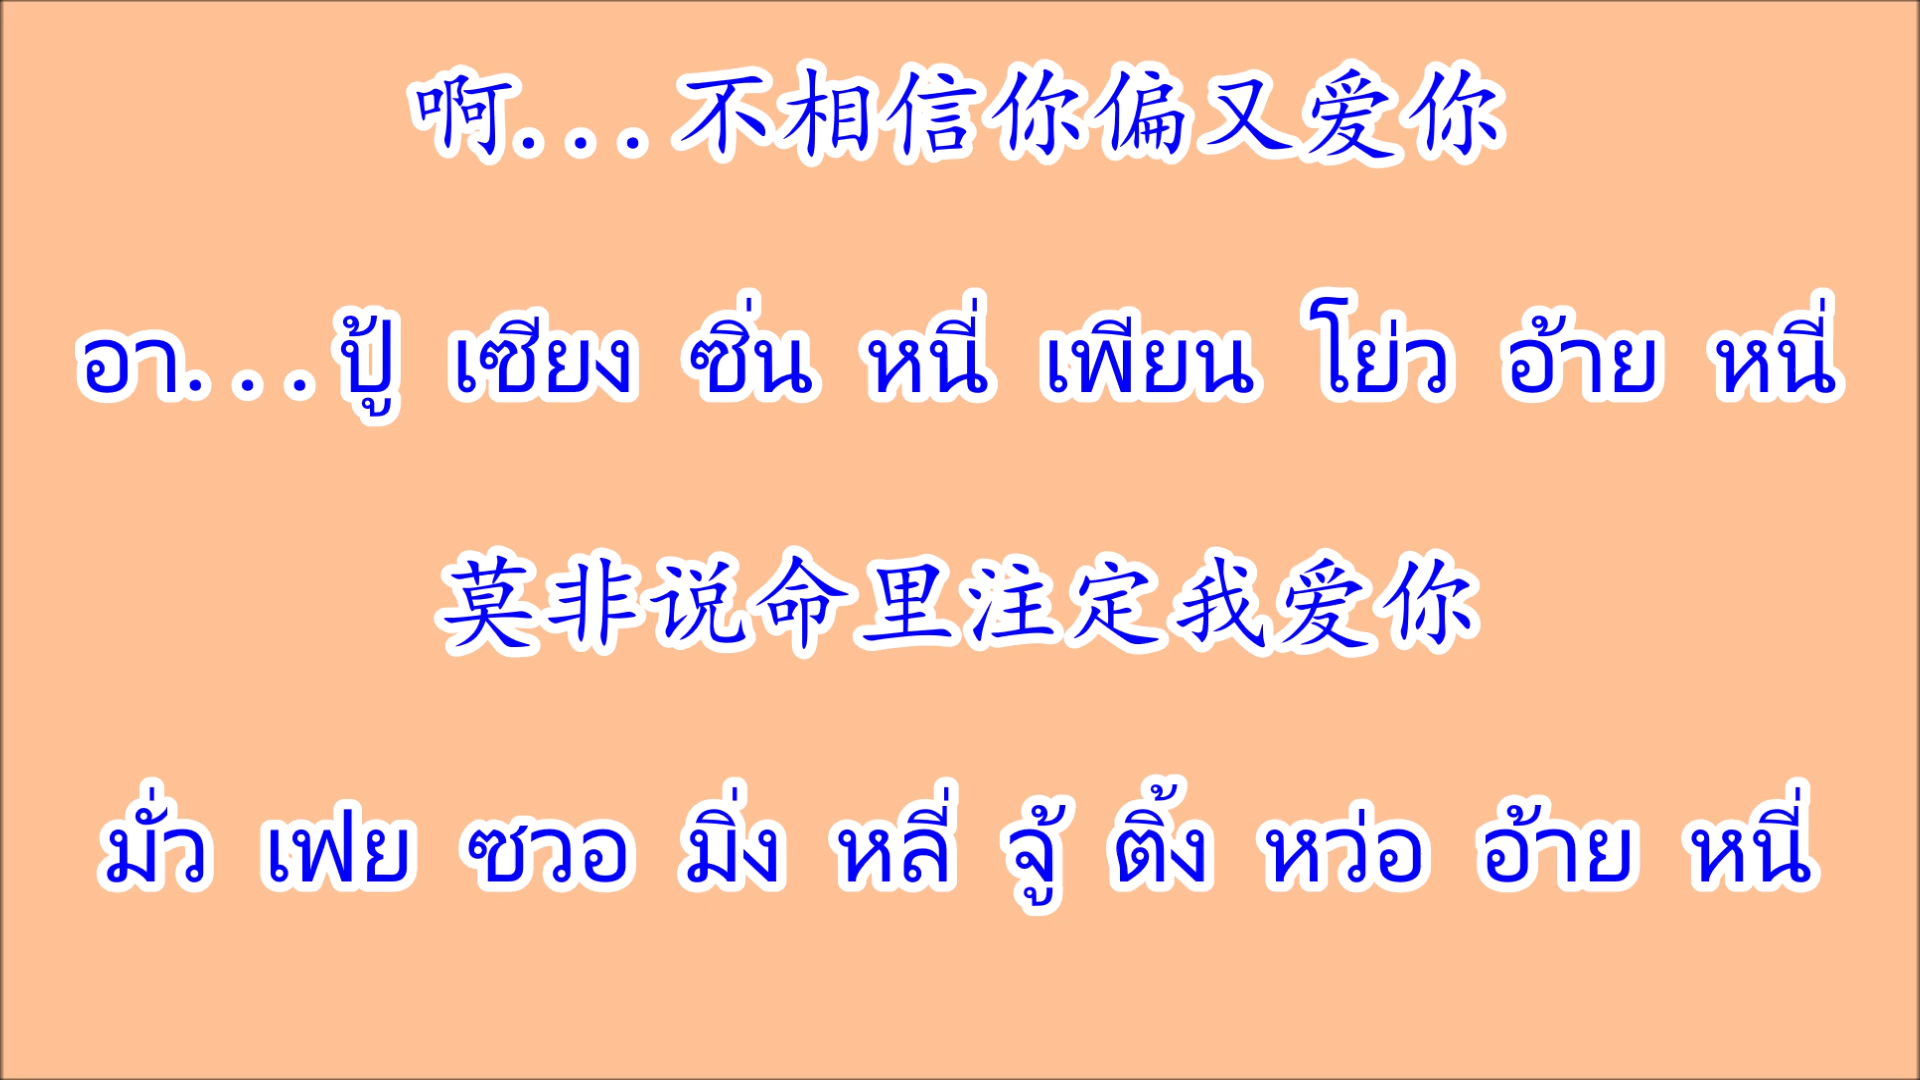 啊...不相信你偏又爱你
อา...ปู้ เซียง ซิ่น หนี่ เพียน โย่ว อ้าย หนี่
莫非说命里注定我爱你
มั่ว เฟย ซวอ มิ่ง หลี่ จู้ ติ้ง หว่อ อ้าย หนี่